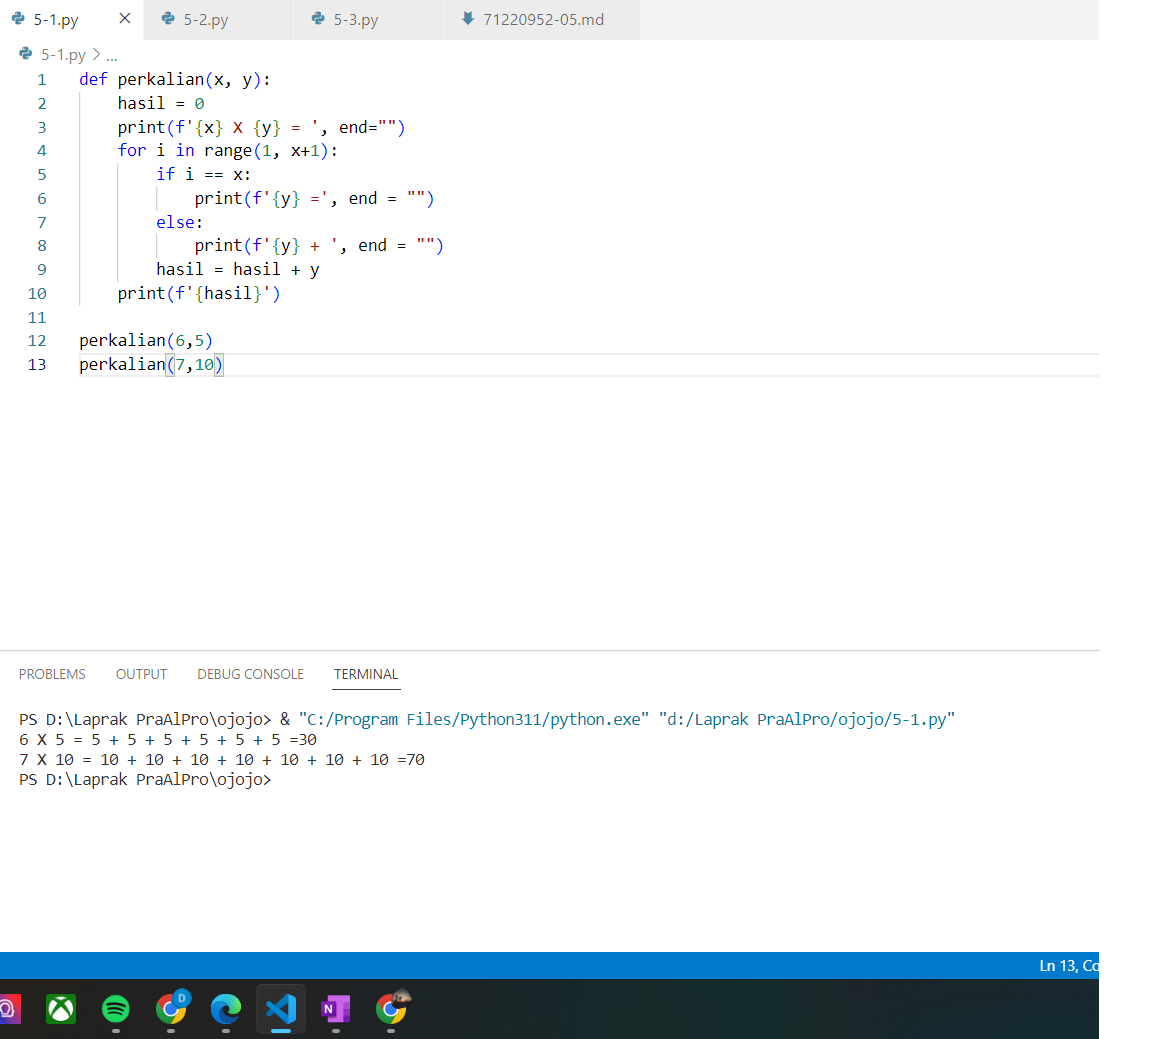 5-1.py 5-2.py 5-3.py 71220952-05.md
5-1.py > ...
1 def perkalian(x, y):
2     hasil = 0
3     print(f'{x} X {y} = ', end="")
4     for i in range(1, x+1):
5         if i == x:
6             print(f'{y} =', end = "")
7         else:
8             print(f'{y} + ', end = "")
9         hasil = hasil + y
10     print(f'{hasil}')
11
12 perkalian(6,5)
13 perkalian(7,10)
PROBLEMS OUTPUT DEBUG CONSOLE TERMINAL
PS D:\Laprak PraAlPro\ojojo> & "C:/Program Files/Python311/python.exe" "d:/Laprak PraAlPro/ojojo/5-1.py"
6 X 5 = 5 + 5 + 5 + 5 + 5 + 5 =30
7 X 10 = 10 + 10 + 10 + 10 + 10 + 10 + 10 =70
PS D:\Laprak PraAlPro\ojojo>
Ln 13, Co
D
N